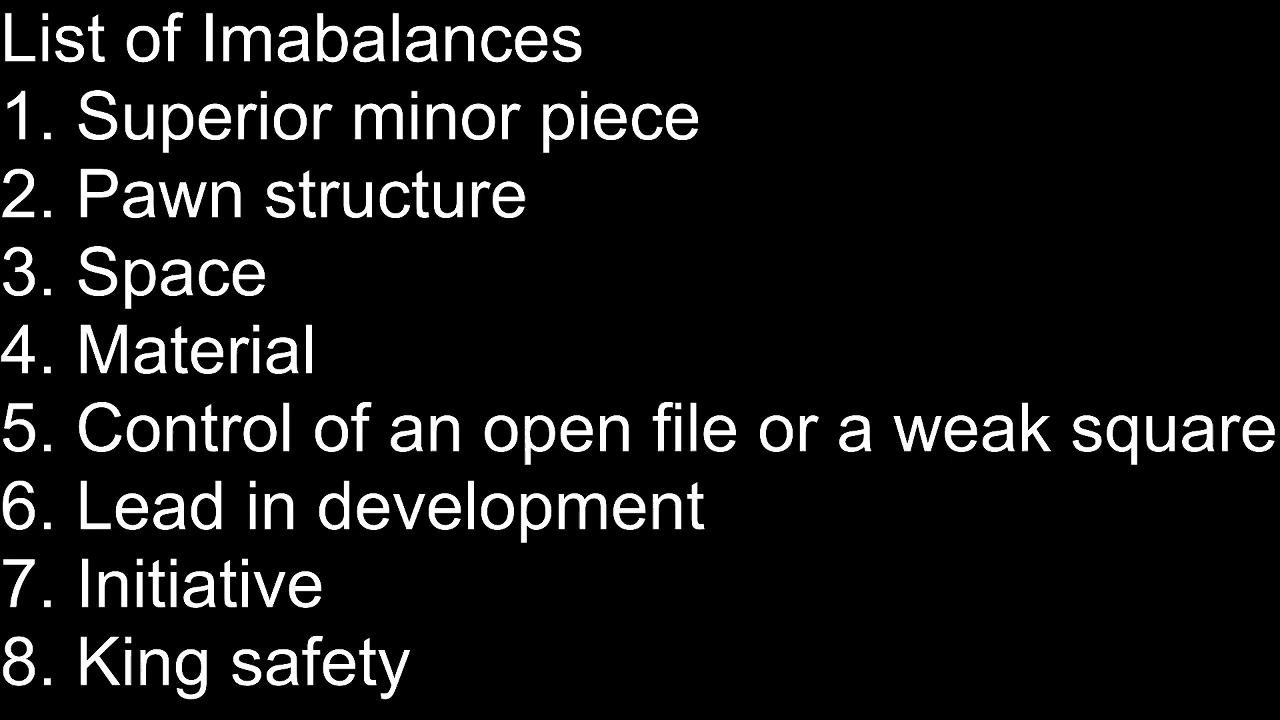 List of Imabalances
1. Superior minor piece
2. Pawn structure
3. Space
4. Material
5. Control of an open file or a weak square
6. Lead in development
7. Initiative
8. King safety